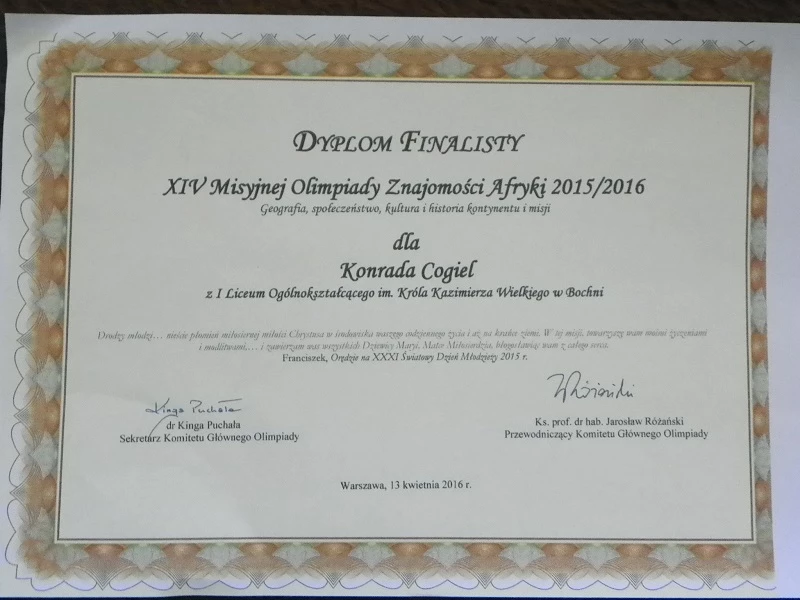 DYPLOM FINALISTY
XIV Misyjnej Olimpiady Znajomości Afryki 2015/2016
Geografia, społeczeństwo, kultura i historia kontynentu i misji
dla
Konrada Cogiel
z I Liceum Ogólnokształcącego im. Króla Kazimierza Wielkiego w Bochni
Drodzy młodzi… nieście płomień miłosiernej miłości Chrystusa w środowiska waszego codziennego życia i aż na krańce ziemi. W tej misji, towarzyszę wam moimi życzeniami
i modlitwami,… i zawierzam was wszystkich Dziewicy Maryi, Matce Miłosierdzia, błogosławiąc wam z całego serca.
Franciszek, Orędzie na XXXI Światowy Dzień Młodzieży 2015 r.
Kinga Puchała
dr Kinga Puchała
Sekretarz Komitetu Głównego Olimpiady
JRóżański
Ks. prof. dr hab. Jarosław Różański
Przewodniczący Komitetu Głównego Olimpiady
Warszawa, 13 kwietnia 2016 r.